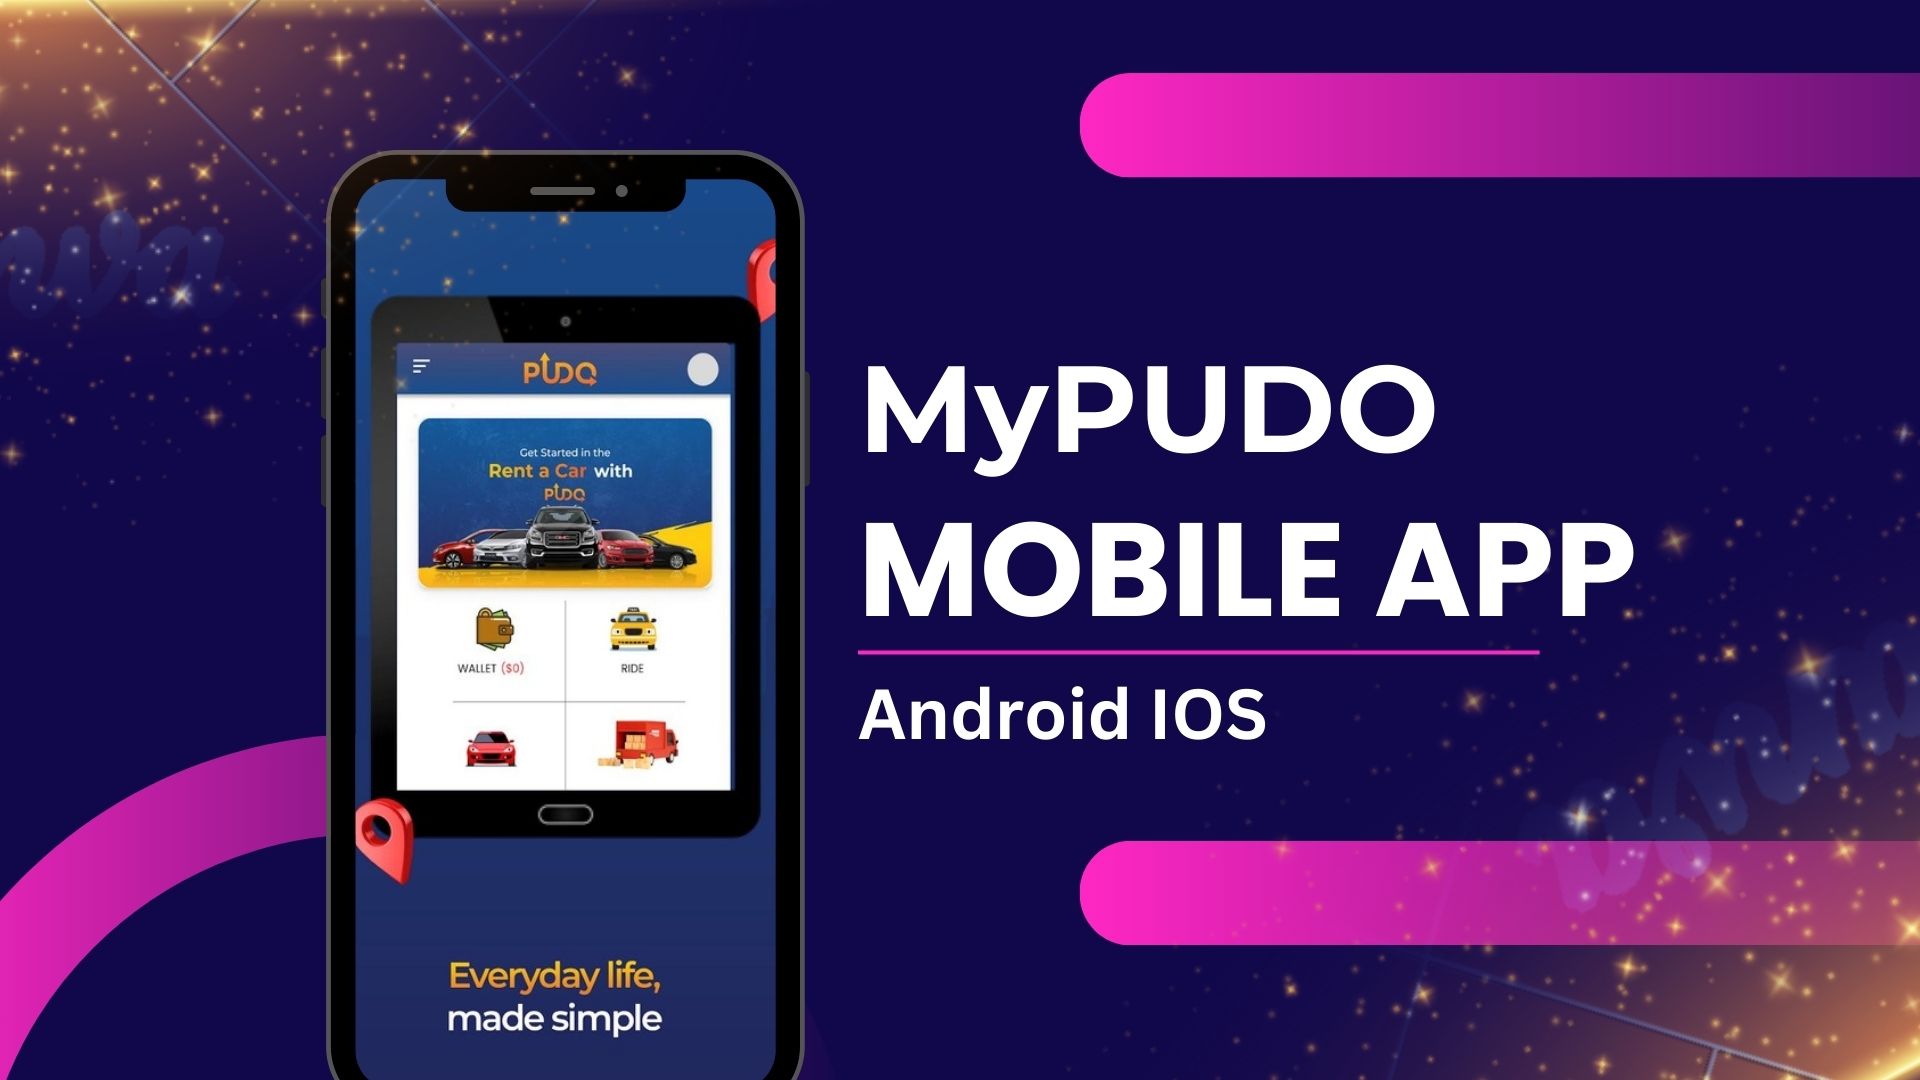 PUDO
Get Started in the
Rent a Car with
PUDO
WALLET ($0)
RIDE
Everyday life,
made simple
MyPUDO
MOBILE APP
Android IOS